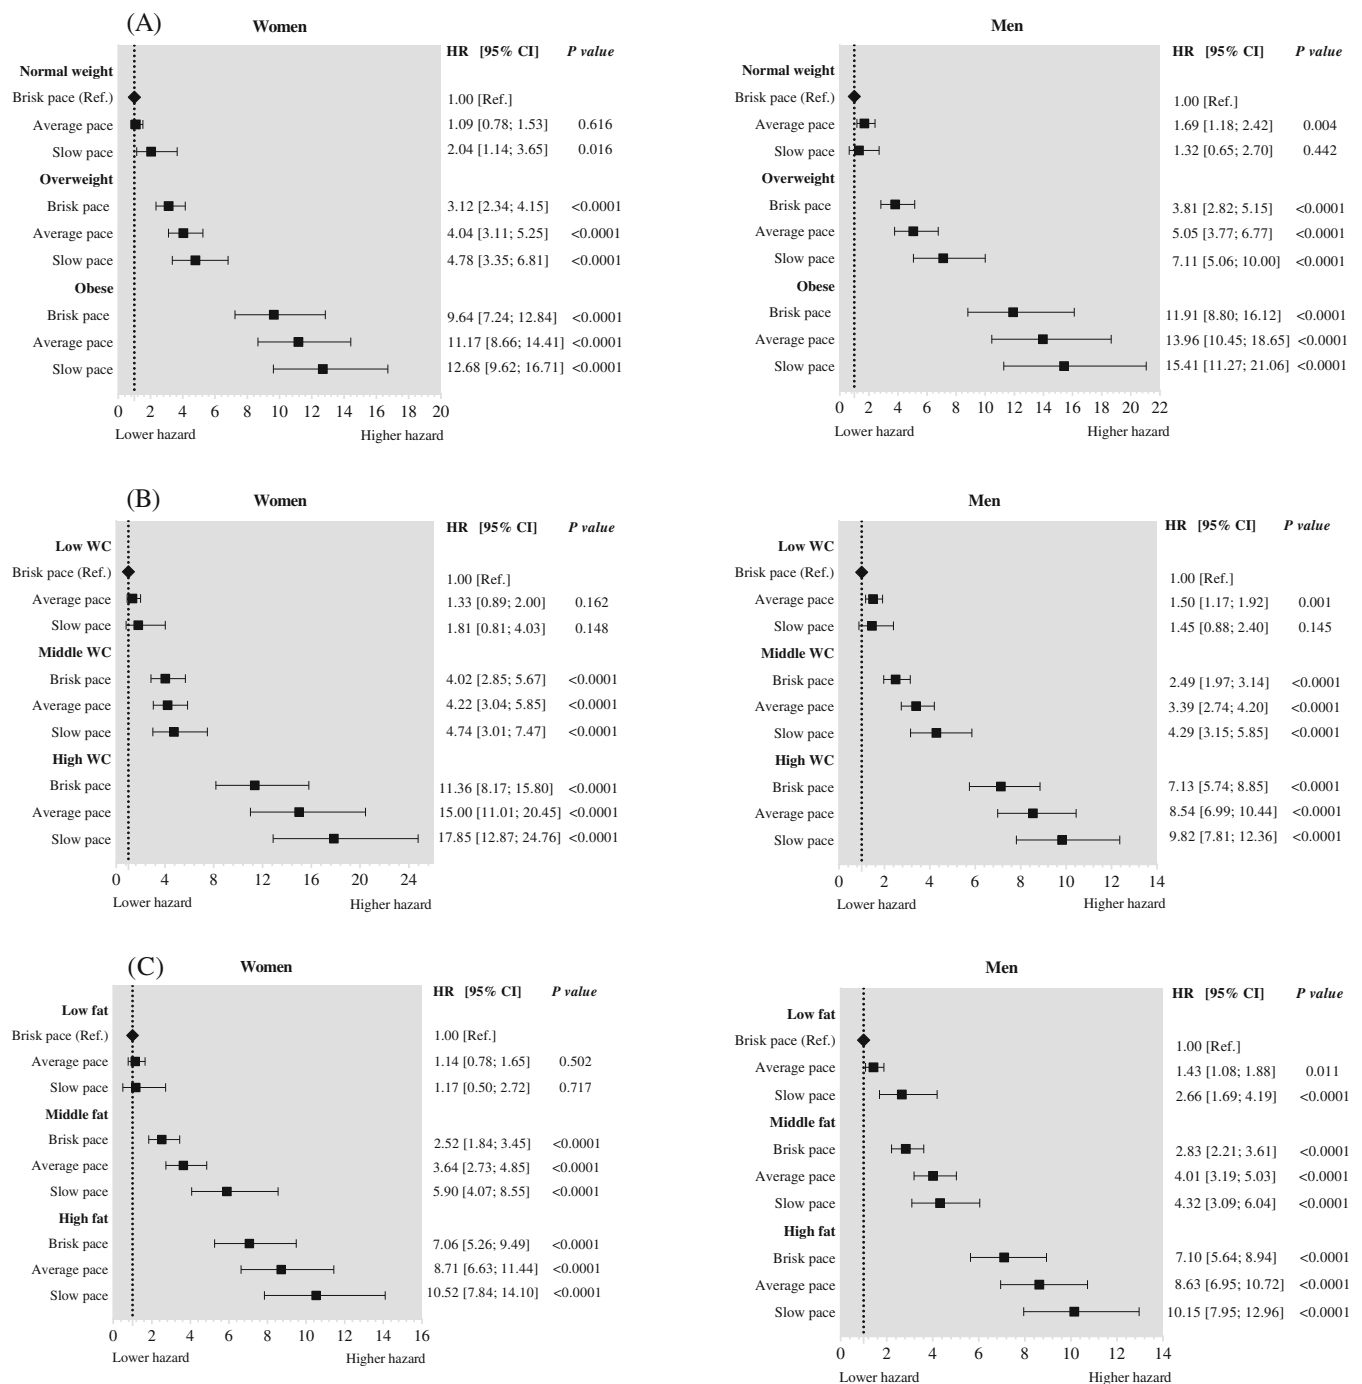 (A)
Women
HR [95% CI] P value
Normal weight
Brisk pace (Ref.) 1.00 [Ref.]
Average pace 1.09 [0.78; 1.53] 0.616
Slow pace 2.04 [1.14; 3.65] 0.016
Overweight
Brisk pace 3.12 [2.34; 4.15] <0.0001
Average pace 4.04 [3.11; 5.25] <0.0001
Slow pace 4.78 [3.35; 6.81] <0.0001
Obese
Brisk pace 9.64 [7.24; 12.84] <0.0001
Average pace 11.17 [8.66; 14.41] <0.0001
Slow pace 12.68 [9.62; 16.71] <0.0001
0 2 4 6 8 10 12 14 16 18 20
Lower hazard Higher hazard
Men
HR [95% CI] P value
Normal weight
Brisk pace (Ref.) 1.00 [Ref.]
Average pace 1.69 [1.18; 2.42] 0.004
Slow pace 1.32 [0.65; 2.70] 0.442
Overweight
Brisk pace 3.81 [2.82; 5.15] <0.0001
Average pace 5.05 [3.77; 6.77] <0.0001
Slow pace 7.11 [5.06; 10.00] <0.0001
Obese
Brisk pace 11.91 [8.80; 16.12] <0.0001
Average pace 13.96 [10.45; 18.65] <0.0001
Slow pace 15.41 [11.27; 21.06] <0.0001
0 2 4 6 8 10 12 14 16 18 20 22
Lower hazard Higher hazard
(B)
Women
HR [95% CI] P value
Low WC
Brisk pace (Ref.) 1.00 [Ref.]
Average pace 1.33 [0.89; 2.00] 0.162
Slow pace 1.81 [0.81; 4.03] 0.148
Middle WC
Brisk pace 4.02 [2.85; 5.67] <0.0001
Average pace 4.22 [3.04; 5.85] <0.0001
Slow pace 4.74 [3.01; 7.47] <0.0001
High WC
Brisk pace 11.36 [8.17; 15.80] <0.0001
Average pace 15.00 [11.01; 20.45] <0.0001
Slow pace 17.85 [12.87; 24.76] <0.0001
0 4 8 12 16 20 24
Lower hazard Higher hazard
Men
HR [95% CI] P value
Low WC
Brisk pace (Ref.) 1.00 [Ref.]
Average pace 1.50 [1.17; 1.92] 0.001
Slow pace 1.45 [0.88; 2.40] 0.145
Middle WC
Brisk pace 2.49 [1.97; 3.14] <0.0001
Average pace 3.39 [2.74; 4.20] <0.0001
Slow pace 4.29 [3.15; 5.85] <0.0001
High WC
Brisk pace 7.13 [5.74; 8.85] <0.0001
Average pace 8.54 [6.99; 10.44] <0.0001
Slow pace 9.82 [7.81; 12.36] <0.0001
0 2 4 6 8 10 12 14
Lower hazard Higher hazard
(C)
Women
HR [95% CI] P value
Low fat
Brisk pace (Ref.) 1.00 [Ref.]
Average pace 1.14 [0.78; 1.65] 0.502
Slow pace 1.17 [0.50; 2.72] 0.717
Middle fat
Brisk pace 2.52 [1.84; 3.45] <0.0001
Average pace 3.64 [2.73; 4.85] <0.0001
Slow pace 5.90 [4.07; 8.55] <0.0001
High fat
Brisk pace 7.06 [5.26; 9.49] <0.0001
Average pace 8.71 [6.63; 11.44] <0.0001
Slow pace 10.52 [7.84; 14.10] <0.0001
0 2 4 6 8 10 12 14 16
Lower hazard Higher hazard
Men
HR [95% CI] P value
Low fat
Brisk pace (Ref.) 1.00 [Ref.]
Average pace 1.43 [1.08; 1.88] 0.011
Slow pace 2.66 [1.69; 4.19] <0.0001
Middle fat
Brisk pace 2.83 [2.21; 3.61] <0.0001
Average pace 4.01 [3.19; 5.03] <0.0001
Slow pace 4.32 [3.09; 6.04] <0.0001
High fat
Brisk pace 7.10 [5.64; 8.94] <0.0001
Average pace 8.63 [6.95; 10.72] <0.0001
Slow pace 10.15 [7.95; 12.96] <0.0001
0 2 4 6 8 10 12 14
Lower hazard Higher hazard